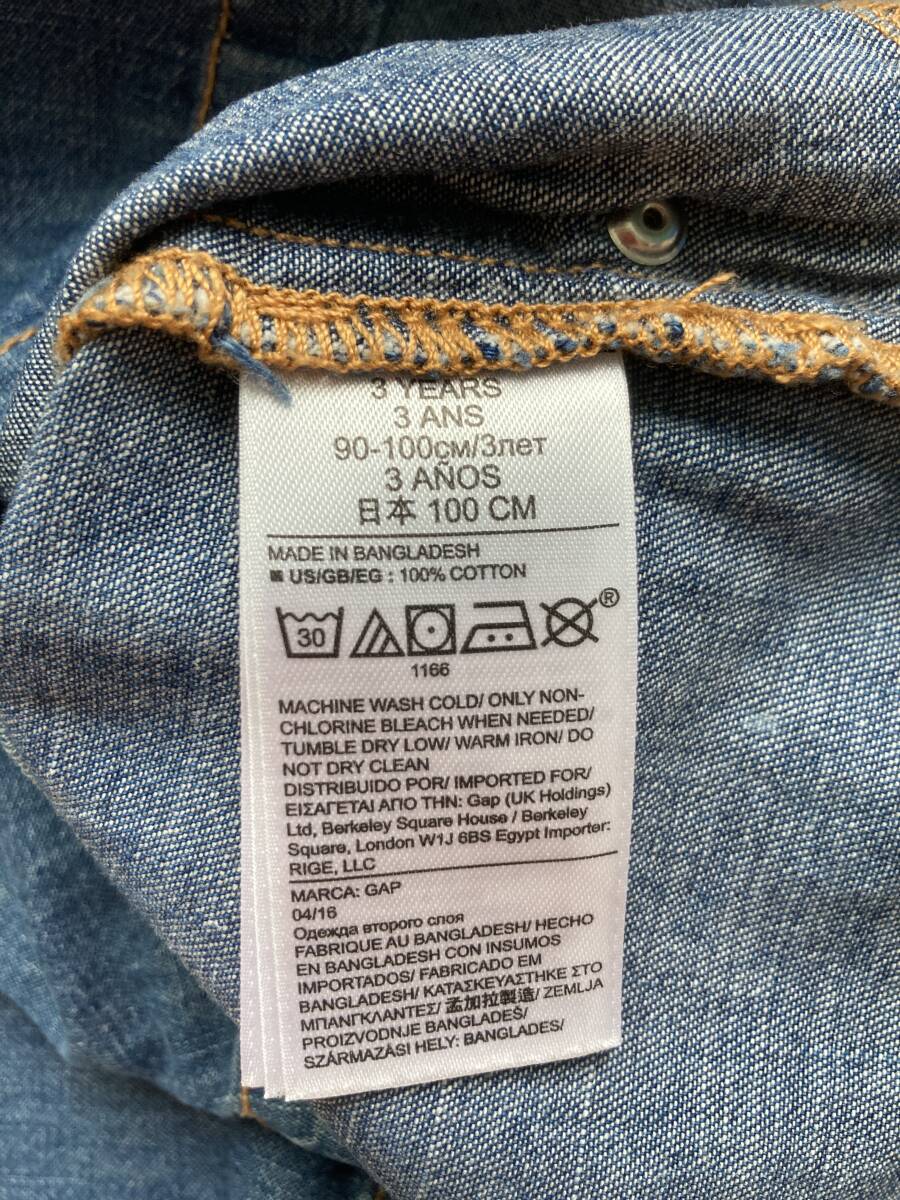 3 YEARS
3 ANS
90-100см/3лет
3 AÑOS
日本 100 CM
MADE IN BANGLADESH
■ US/GB/EG : 100% COTTON
30
®
1166
MACHINE WASH COLD/ ONLY NON-
CHLORINE BLEACH WHEN NEEDED/
TUMBLE DRY LOW/ WARM IRON/ DO
NOT DRY CLEAN
DISTRIBUIDO POR/ IMPORTED FOR/
ΕΙΣΑΓΕΤΑΙ ΑΠΟ ΤΗΝ: Gap (UK Holdings)
Ltd, Berkeley Square House / Berkeley
Square, London W1J 6BS Egypt Importer:
RIGE, LLC
MARCA: GAP
04/16
Одежда второго слоя
FABRIQUE AU BANGLADESH/ HECHO
EN BANGLADESH CON INSUMOS
IMPORTADOS/ FABRICADO EM
BANGLADESH/ ΚΑΤΑΣΚΕΥΑΣΤΗΚΕ ΣΤΟ
ΜΠΑΝΓΚΛΑΝΤΕΣ/ 孟加拉製造/ ZEMLJA
PROIZVODNJE BANGLADEŠ/
SZÁRMAZÁSI HELY: BANGLADES/